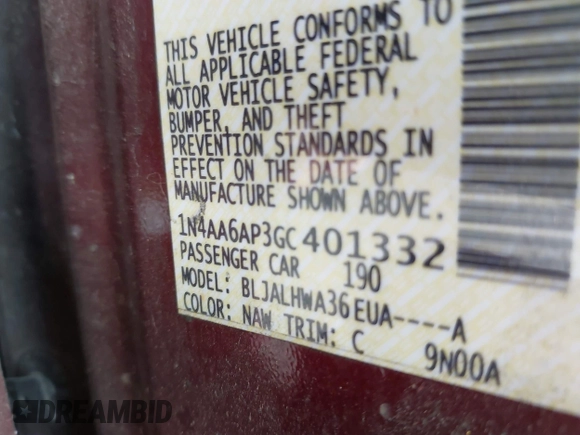 THIS VEHICLE CONFORMS TO
ALL APPLICABLE FEDERAL
MOTOR VEHICLE SAFETY,
BUMPER, AND THEFT
PREVENTION STANDARDS IN
EFFECT ON THE DATE OF
MANUFACTURE SHOWN ABOVE.
1N4AA6AP3GC401332
PASSENGER CAR 190
MODEL: BLJALHWA36EUA----A
COLOR: NAW TRIM: C 9N00A
DREAMBID